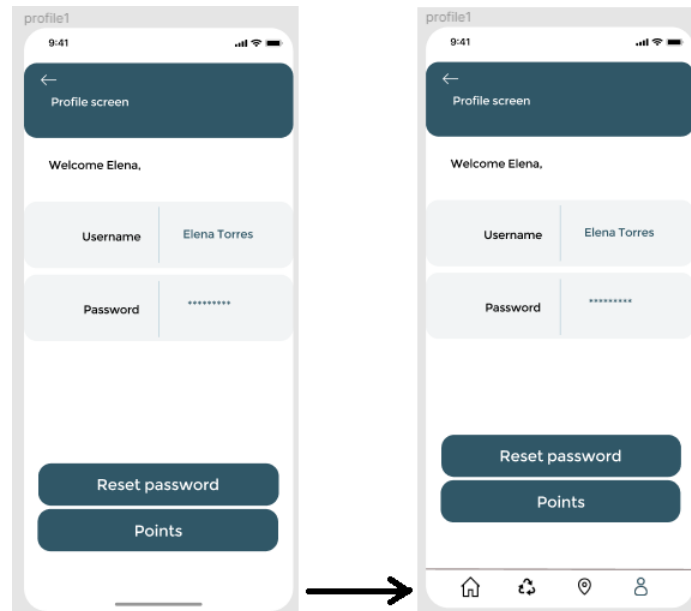 profile1
9:41
Profile screen
Welcome Elena,
Username Elena Torres
Password *********
Reset password
Points
profile1
9:41
Profile screen
Welcome Elena,
Username Elena Torres
Password *********
Reset password
Points